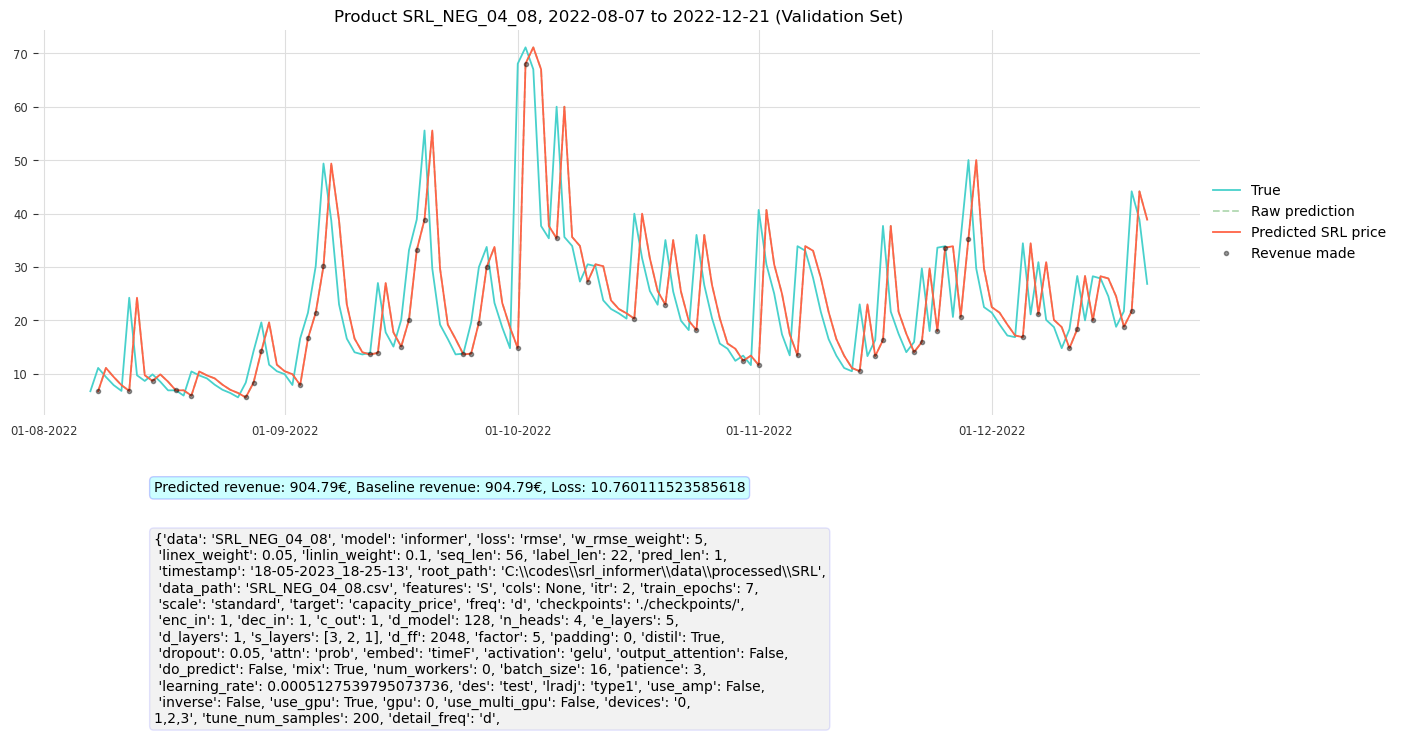 Product SRL_NEG_04_08, 2022-08-07 to 2022-12-21 (Validation Set)
70
60
50
40
30
20
10
01-08-2022
01-09-2022
01-10-2022
01-11-2022
01-12-2022
True
Raw prediction
Predicted SRL price
Revenue made
Predicted revenue: 904.79€, Baseline revenue: 904.79€, Loss: 10.760111523585618
{'data': 'SRL_NEG_04_08', 'model': 'informer', 'loss': 'rmse', 'w_rmse_weight': 5,
'linex_weight': 0.05, 'linlin_weight': 0.1, 'seq_len': 56, 'label_len': 22, 'pred_len': 1,
'timestamp': '18-05-2023_18-25-13', 'root_path': 'C:\\codes\\srl_informer\\data\\processed\\SRL',
'data_path': 'SRL_NEG_04_08.csv', 'features': 'S', 'cols': None, 'itr': 2, 'train_epochs': 7,
'scale': 'standard', 'target': 'capacity_price', 'freq': 'd', 'checkpoints': './checkpoints/',
'enc_in': 1, 'dec_in': 1, 'c_out': 1, 'd_model': 128, 'n_heads': 4, 'e_layers': 5,
'd_layers': 1, 's_layers': [3, 2, 1], 'd_ff': 2048, 'factor': 5, 'padding': 0, 'distil': True,
'dropout': 0.05, 'attn': 'prob', 'embed': 'timeF', 'activation': 'gelu', 'output_attention': False,
'do_predict': False, 'mix': True, 'num_workers': 0, 'batch_size': 16, 'patience': 3,
'learning_rate': 0.0005127539795073736, 'des': 'test', 'lradj': 'type1', 'use_amp': False,
'inverse': False, 'use_gpu': True, 'gpu': 0, 'use_multi_gpu': False, 'devices': '0,
1,2,3', 'tune_num_samples': 200, 'detail_freq': 'd',